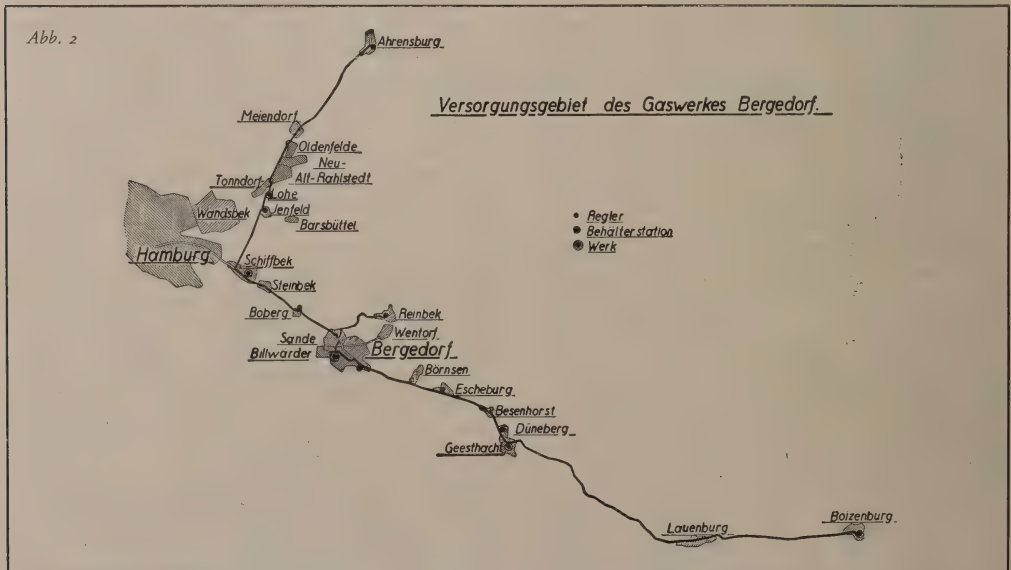 Abb. 2
Ahrensburg
Versorgungsgebiet des Gaswerkes Bergedorf.
Meiendorf
Oldenfelde
Neu-
Alt-Rahlstedt
Tonndorf
Lohe
Jenfeld
Wandsbek
Barsbüttel
Regler
Behälterstation
Werk
Hamburg
Schiffbek
Steinbek
Boberg
Reinbek
Sande
Wentorf
Billwärder
Bergedorf
Börnsen
Escheburg
Besenhorst
Düneberg
Geesthacht
Lauenburg
Boizenburg